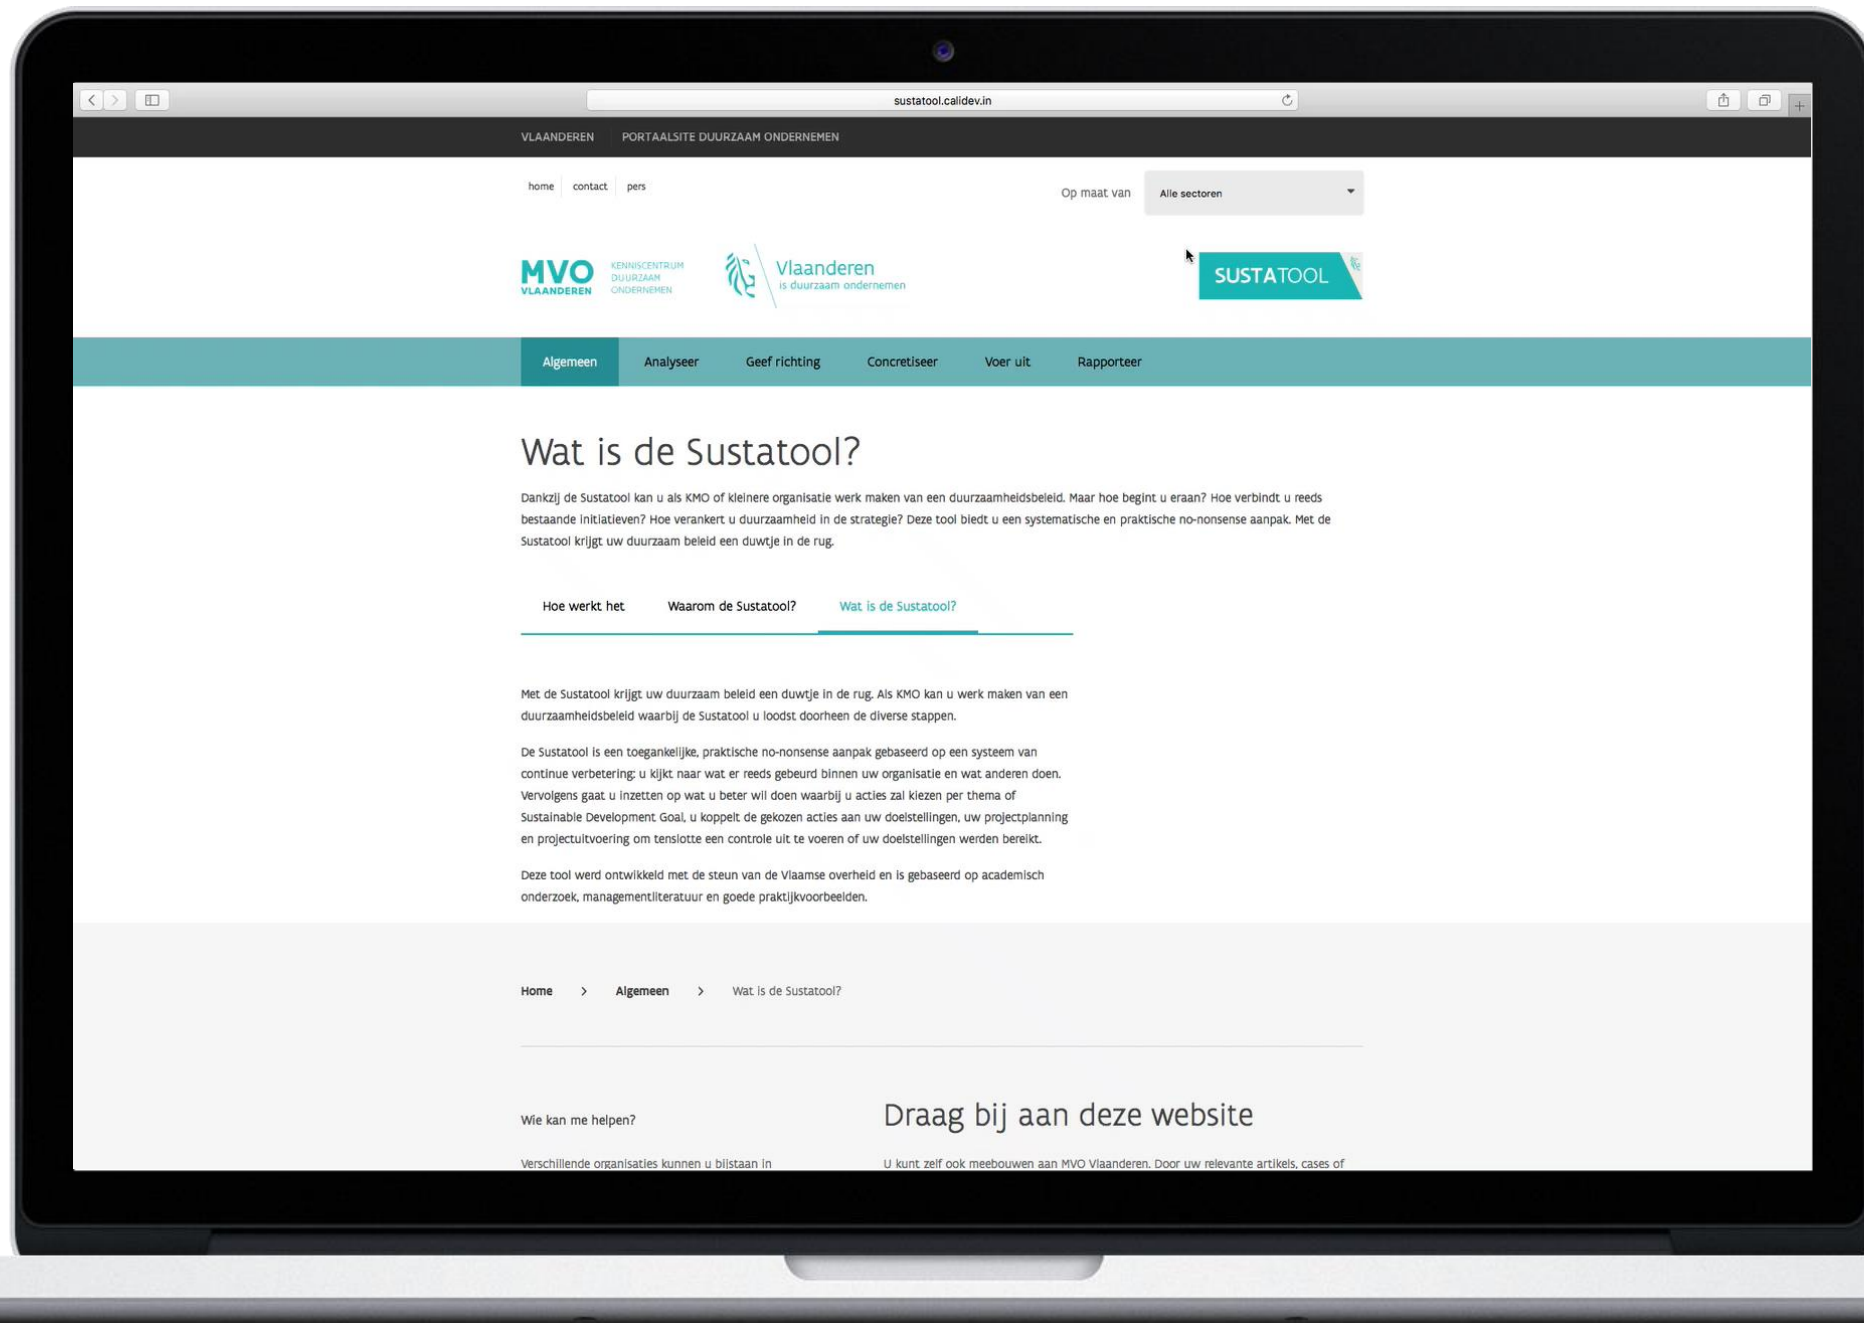 sustatool.calidev.in
VLAANDEREN PORTAALSITE DUURZAAM ONDERNEMEN
home contact pers
Op maat van Alle sectoren
MVO
VLAANDEREN
KENNISCENTRUM
DUURZAAM
ONDERNEMEN
Vlaanderen
is duurzaam ondernemen
SUSTATOOL
Algemeen Analyseer Geef richting Concretiseer Voer uit Rapporteer
Wat is de Sustatool?
Dankzij de Sustatool kan u als KMO of kleinere organisatie werk maken van een duurzaamheidsbeleid. Maar hoe begint u eraan? Hoe verbindt u reeds
bestaande initiatieven? Hoe verankert u duurzaamheid in de strategie? Deze tool biedt u een systematische en praktische no-nonsense aanpak. Met de
Sustatool krijgt uw duurzaam beleid een duwtje in de rug.
Hoe werkt het Waarom de Sustatool? Wat is de Sustatool?
Met de Sustatool krijgt uw duurzaam beleid een duwtje in de rug. Als KMO kan u werk maken van een
duurzaamheidsbeleid waarbij de Sustatool u loodst doorheen de diverse stappen.
De Sustatool is een toegankelijke, praktische no-nonsense aanpak gebaseerd op een systeem van
continue verbetering: u kijkt naar wat er reeds gebeurd binnen uw organisatie en wat anderen doen.
Vervolgens gaat u inzetten op wat u beter wil doen waarbij u acties zal kiezen per thema of
Sustainable Development Goal, u koppelt de gekozen acties aan uw doelstellingen, uw projectplanning
en projectuitvoering om tenslotte een controle uit te voeren of uw doelstellingen werden bereikt.
Deze tool werd ontwikkeld met de steun van de Vlaamse overheid en is gebaseerd op academisch
onderzoek, managementliteratuur en goede praktijkvoorbeelden.
Home > Algemeen > Wat is de Sustatool?
Wie kan me helpen?
Draag bij aan deze website
Verschillende organisaties kunnen u bijstaan in
U kunt zelf ook meebouwen aan MVO Vlaanderen. Door uw relevante artikels, cases of